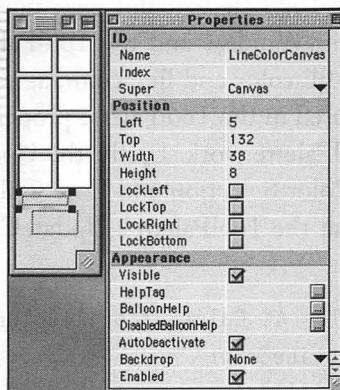 Properties
ID
Name LineColorCanvas
Index
Super Canvas
Position
Left 5
Top 132
Width 38
Height 8
LockLeft
LockTop
LockRight
LockBottom
Appearance
Visible
HelpTag
BalloonHelp
DisabledBalloonHelp
AutoDeactivate
Backdrop None
Enabled